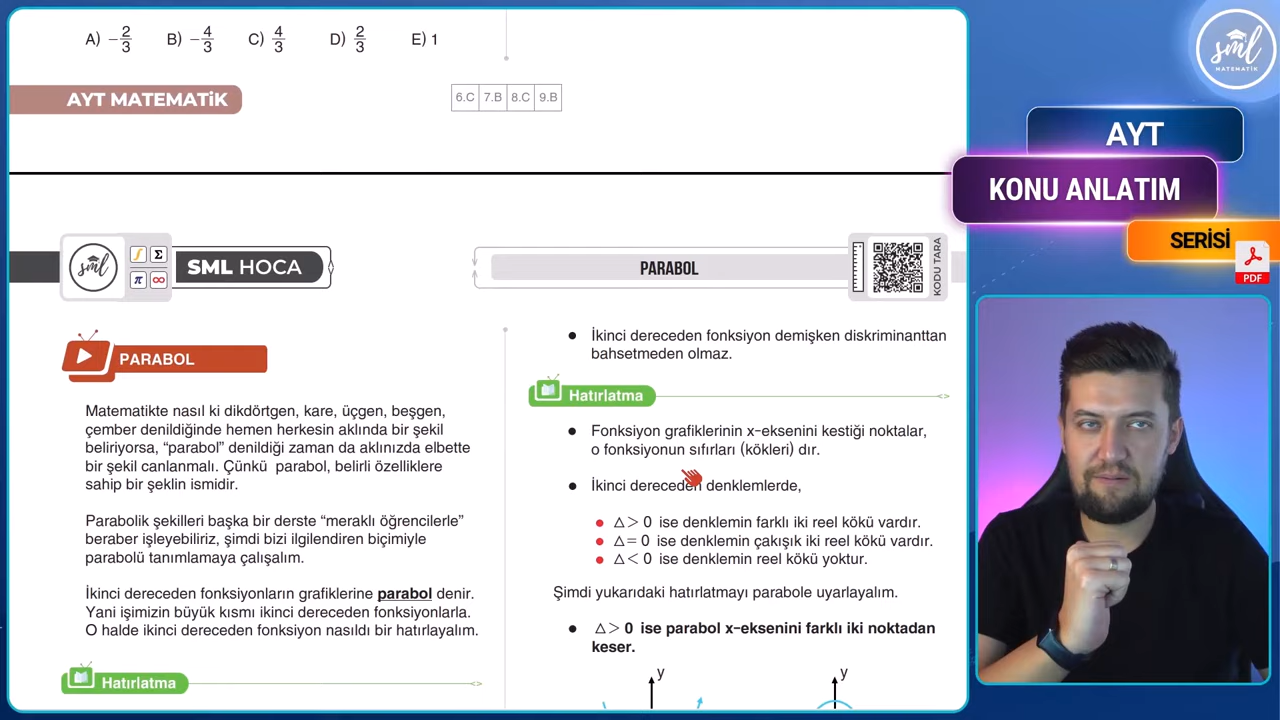 A) −2/3 B) −4/3 C) 4/3 D) 2/3 E) 1
AYT MATEMATİK
6.C 7.B 8.C 9.B
sml
MATEMATİK
AYT
KONU ANLATIM
SERİSİ
PDF
sml
∫ Σ
π ∞
SML HOCA
PARABOL
KODU TARA
PARABOL
Matematikte nasıl ki dikdörtgen, kare, üçgen, beşgen,
çember denildiğinde hemen herkesin aklında bir şekil
beliriyorsa, “parabol” denildiği zaman da aklınızda elbette
bir şekil canlanmalı. Çünkü parabol, belirli özelliklere
sahip bir şeklin ismidir.
Parabolik şekilleri başka bir derste “meraklı öğrencilerle”
beraber işleyebiliriz, şimdi bizi ilgilendiren biçimiyle
parabolü tanımlamaya çalışalım.
İkinci dereceden fonksiyonların grafiklerine parabol denir.
Yani işimizin büyük kısmı ikinci dereceden fonksiyonlarla.
O halde ikinci dereceden fonksiyon nasıldı bir hatırlayalım.
Hatırlatma
• İkinci dereceden fonksiyon demişken diskriminanttan
bahsetmeden olmaz.
Hatırlatma
• Fonksiyon grafiklerinin x−eksenini kestiği noktalar,
o fonksiyonun sıfırları (kökleri) dır.
• İkinci dereceden denklemlerde,
• △> 0 ise denklemin farklı iki reel kökü vardır.
• △= 0 ise denklemin çakışık iki reel kökü vardır.
• △< 0 ise denklemin reel kökü yoktur.
Şimdi yukarıdaki hatırlatmayı parabole uyarlayalım.
• △> 0 ise parabol x−eksenini farklı iki noktadan
keser.
y y